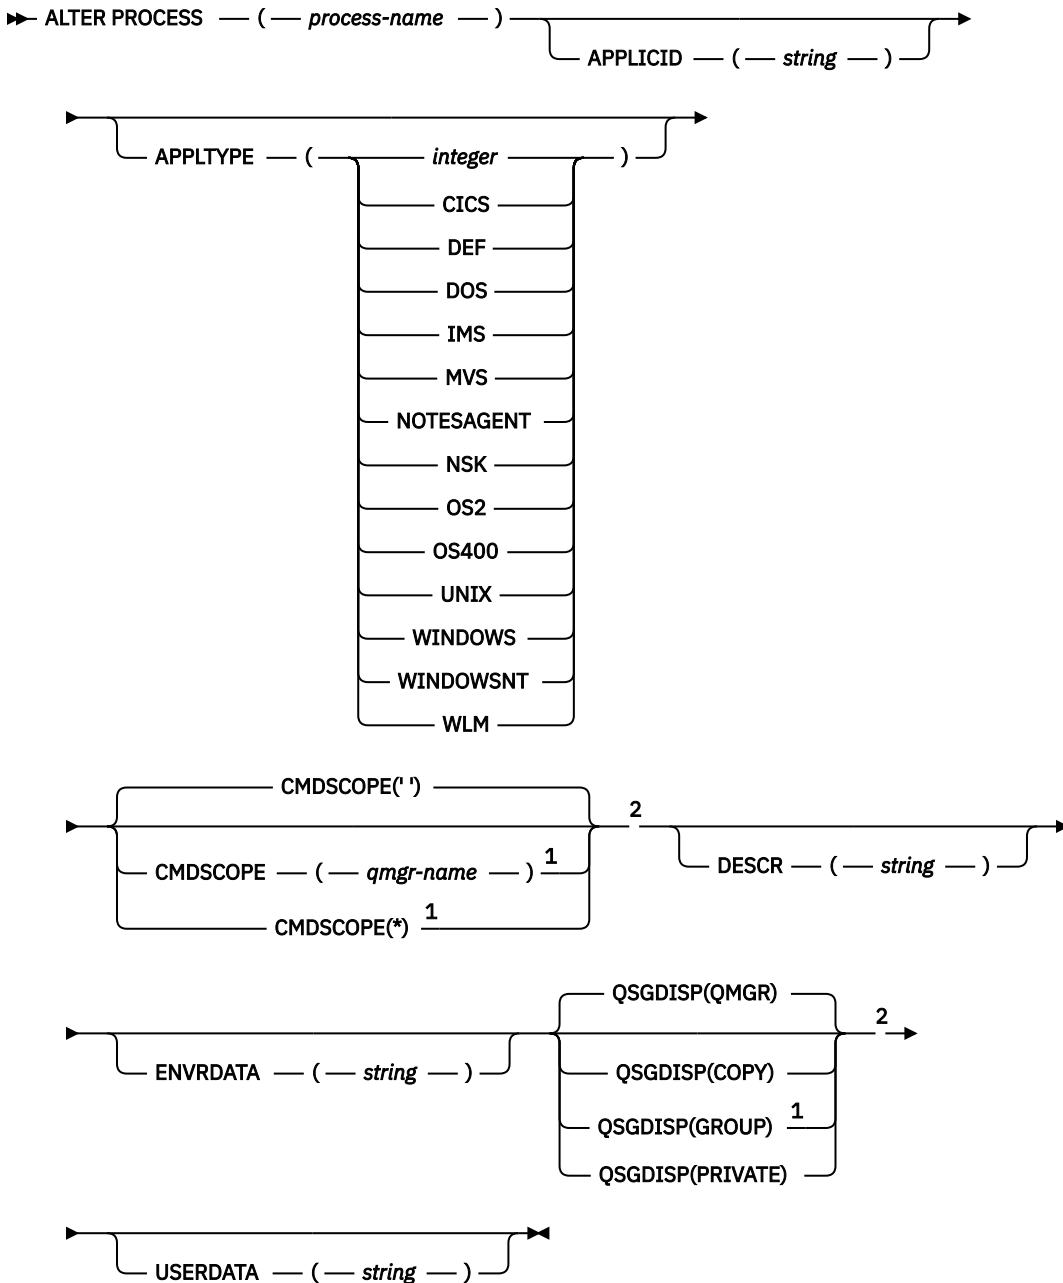 ALTER PROCESS ( process-name )
APPLICID ( string )
APPLTYPE ( integer )
CICS
DEF
DOS
IMS
MVS
NOTESAGENT
NSK
OS2
OS400
UNIX
WINDOWS
WINDOWSNT
WLM
CMDSCOPE(' ')
2
CMDSCOPE ( qmgr-name ) 1
CMDSCOPE(*) 1
DESCR ( string )
ENVRDATA ( string )
QSGDISP(QMGR)
2
QSGDISP(COPY)
QSGDISP(GROUP) 1
QSGDISP(PRIVATE)
USERDATA ( string )